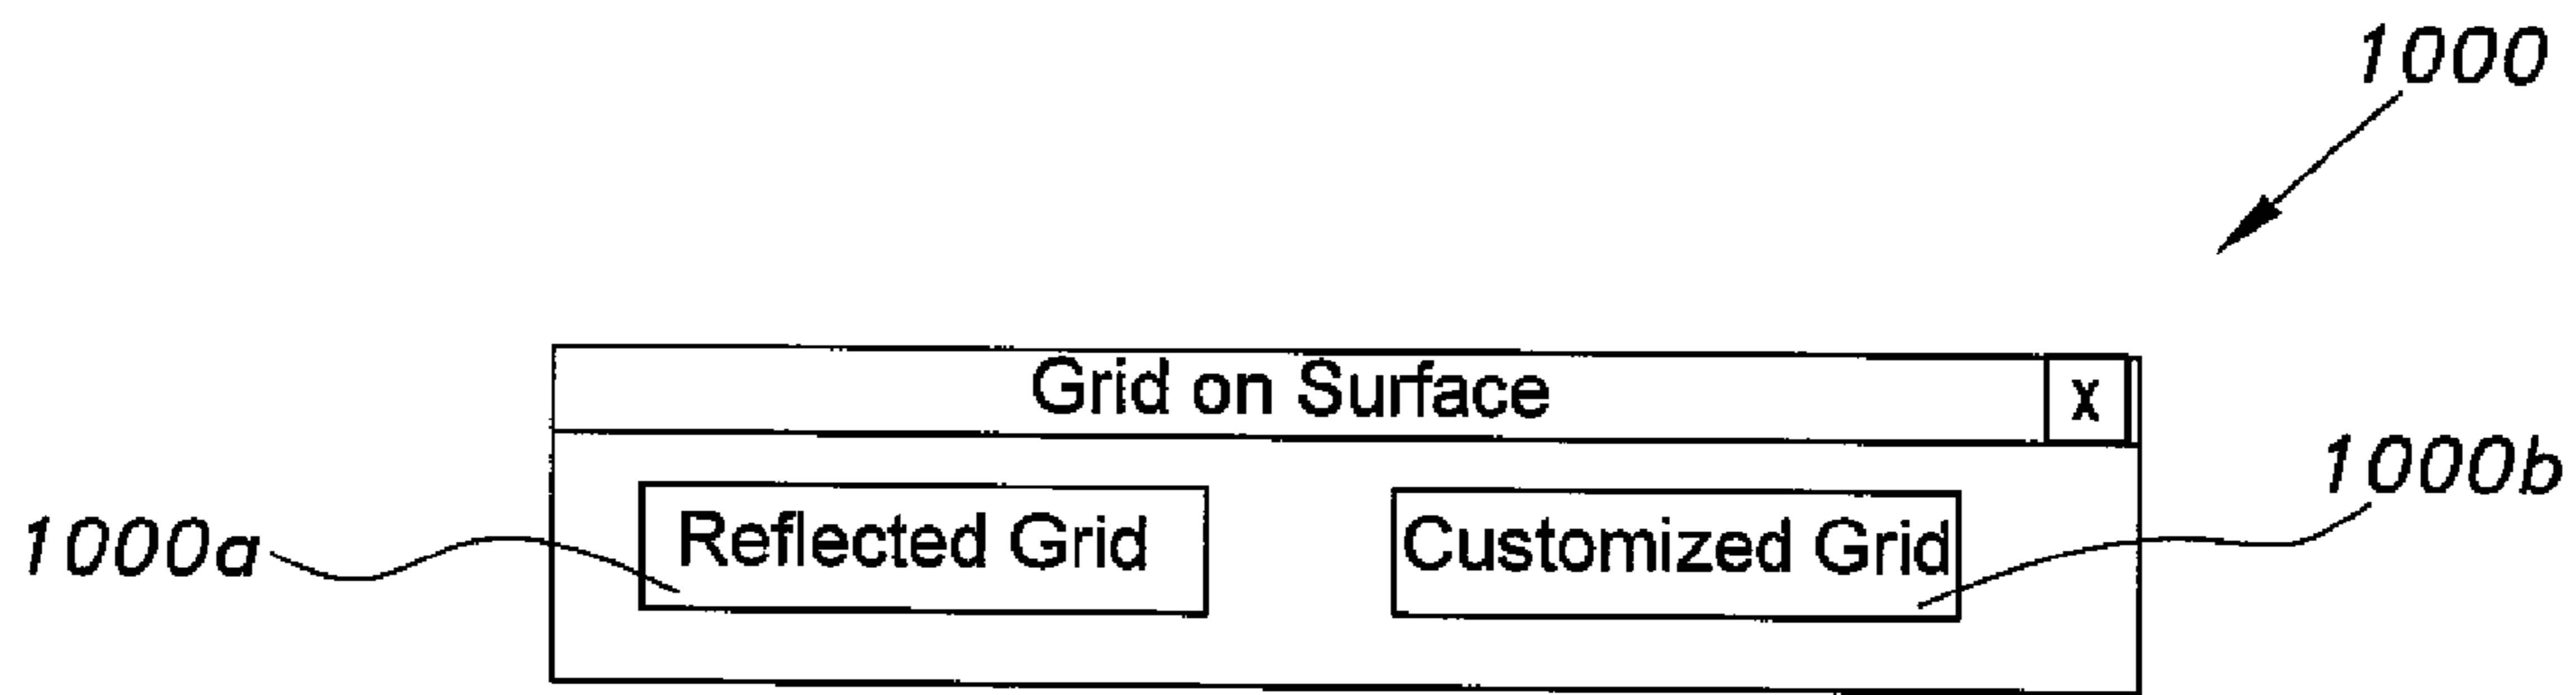 1000
Grid on Surface X
1000b
1000a Reflected Grid Customized Grid